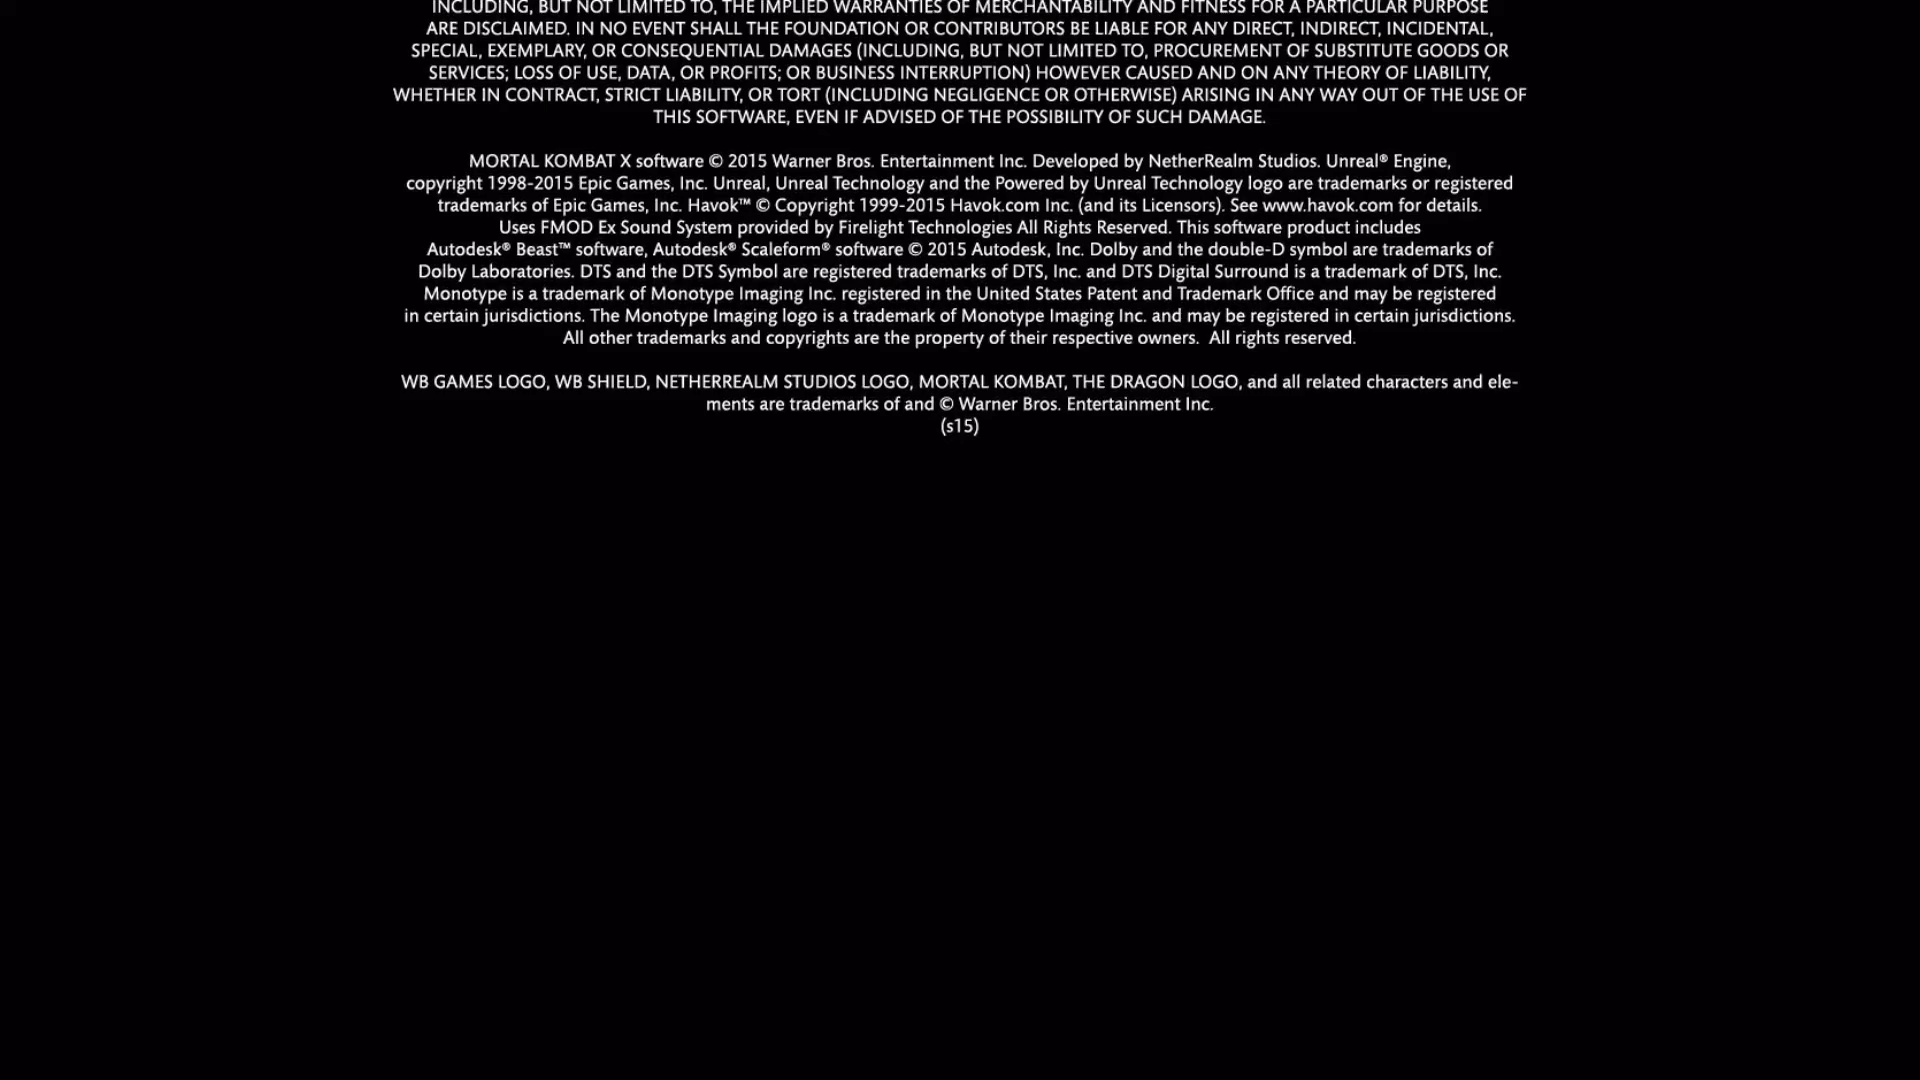 INCLUDING, BUT NOT LIMITED TO, THE IMPLIED WARRANTIES OF MERCHANTABILITY AND FITNESS FOR A PARTICULAR PURPOSE
ARE DISCLAIMED. IN NO EVENT SHALL THE FOUNDATION OR CONTRIBUTORS BE LIABLE FOR ANY DIRECT, INDIRECT, INCIDENTAL,
SPECIAL, EXEMPLARY, OR CONSEQUENTIAL DAMAGES (INCLUDING, BUT NOT LIMITED TO, PROCUREMENT OF SUBSTITUTE GOODS OR
SERVICES; LOSS OF USE, DATA, OR PROFITS; OR BUSINESS INTERRUPTION) HOWEVER CAUSED AND ON ANY THEORY OF LIABILITY,
WHETHER IN CONTRACT, STRICT LIABILITY, OR TORT (INCLUDING NEGLIGENCE OR OTHERWISE) ARISING IN ANY WAY OUT OF THE USE OF
THIS SOFTWARE, EVEN IF ADVISED OF THE POSSIBILITY OF SUCH DAMAGE.
MORTAL KOMBAT X software © 2015 Warner Bros. Entertainment Inc. Developed by NetherRealm Studios. Unreal® Engine,
copyright 1998-2015 Epic Games, Inc. Unreal, Unreal Technology and the Powered by Unreal Technology logo are trademarks or registered
trademarks of Epic Games, Inc. Havok™ © Copyright 1999-2015 Havok.com Inc. (and its Licensors). See www.havok.com for details.
Uses FMOD Ex Sound System provided by Firelight Technologies All Rights Reserved. This software product includes
Autodesk® Beast™ software, Autodesk® Scaleform® software © 2015 Autodesk, Inc. Dolby and the double-D symbol are trademarks of
Dolby Laboratories. DTS and the DTS Symbol are registered trademarks of DTS, Inc. and DTS Digital Surround is a trademark of DTS, Inc.
Monotype is a trademark of Monotype Imaging Inc. registered in the United States Patent and Trademark Office and may be registered
in certain jurisdictions. The Monotype Imaging logo is a trademark of Monotype Imaging Inc. and may be registered in certain jurisdictions.
All other trademarks and copyrights are the property of their respective owners.  All rights reserved.
WB GAMES LOGO, WB SHIELD, NETHERREALM STUDIOS LOGO, MORTAL KOMBAT, THE DRAGON LOGO, and all related characters and ele-
ments are trademarks of and © Warner Bros. Entertainment Inc.
(s15)